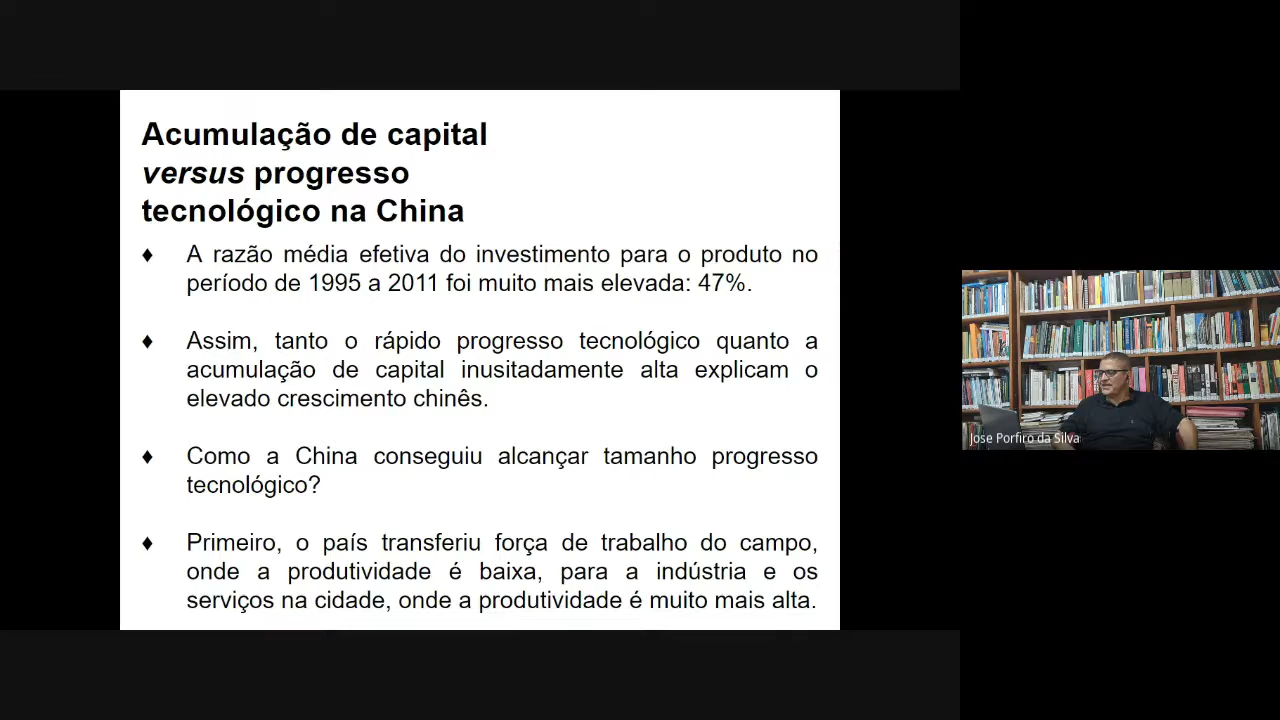 Acumulação de capital
versus progresso
tecnológico na China
♦ A razão média efetiva do investimento para o produto no
período de 1995 a 2011 foi muito mais elevada: 47%.
♦ Assim, tanto o rápido progresso tecnológico quanto a
acumulação de capital inusitadamente alta explicam o
elevado crescimento chinês.
♦ Como a China conseguiu alcançar tamanho progresso
tecnológico?
♦ Primeiro, o país transferiu força de trabalho do campo,
onde a produtividade é baixa, para a indústria e os
serviços na cidade, onde a produtividade é muito mais alta.
Jose Porfiro da Silva